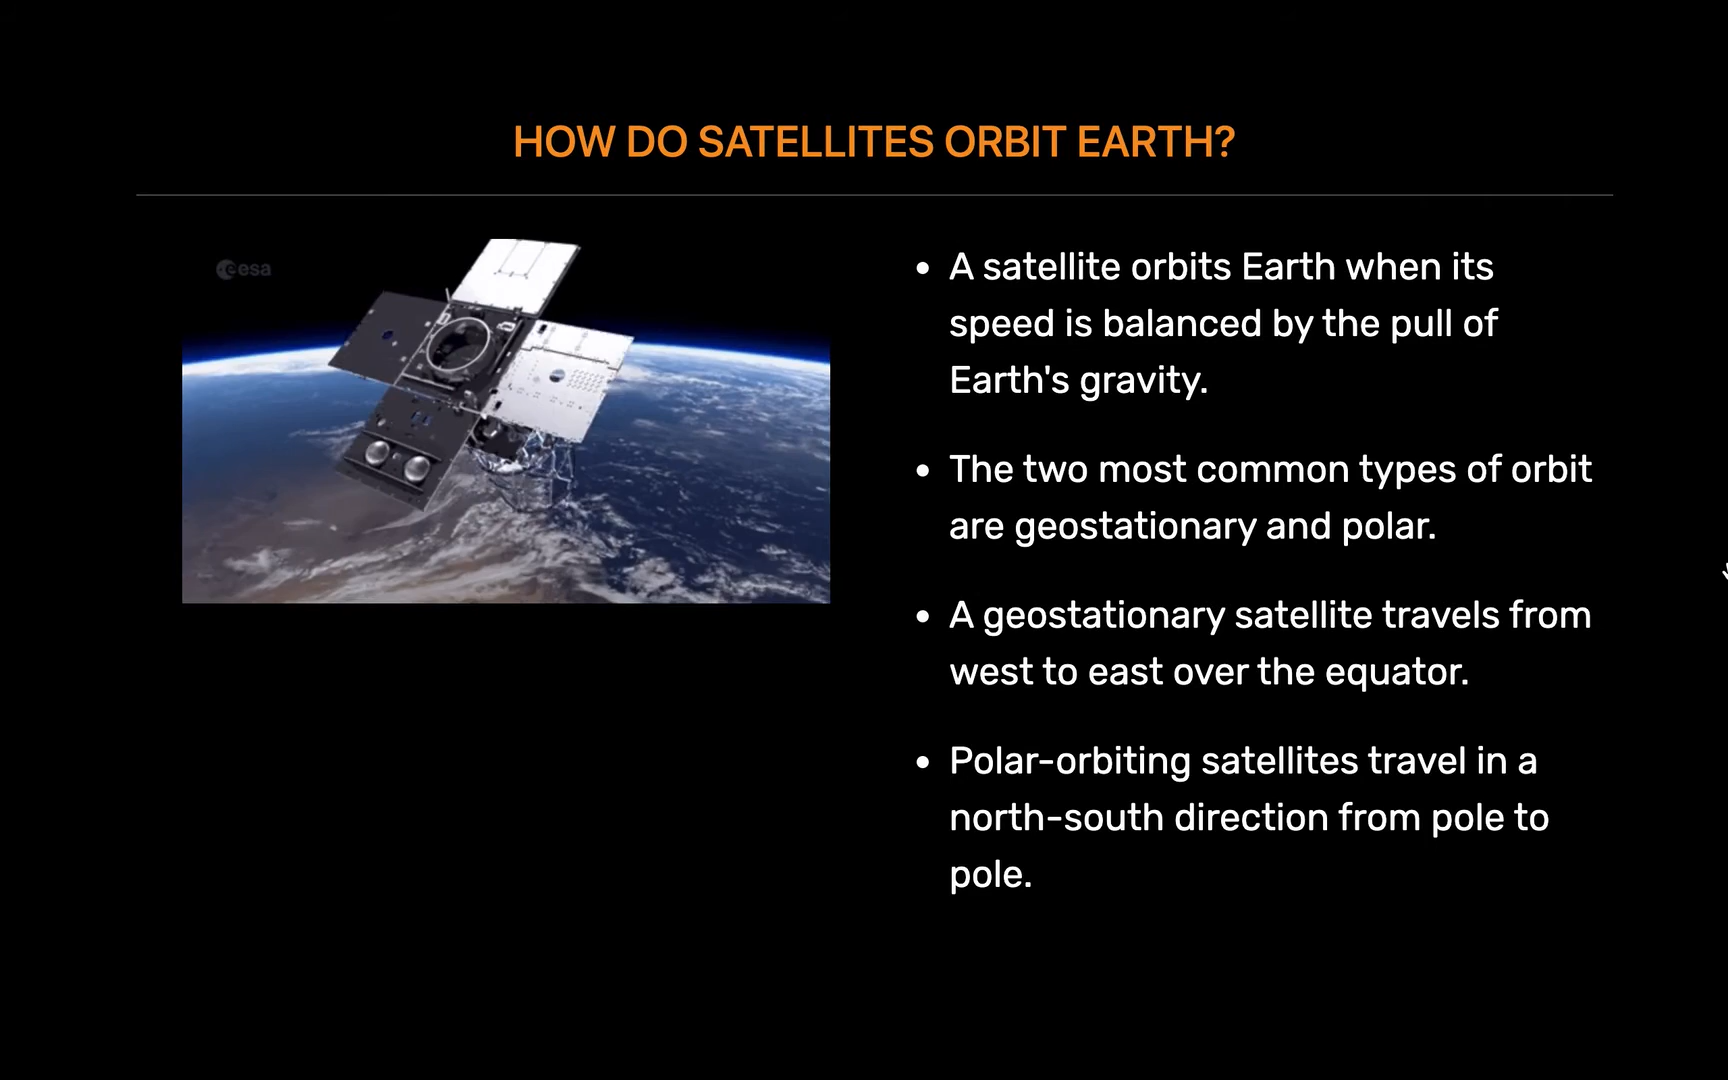 HOW DO SATELLITES ORBIT EARTH?
esa
• A satellite orbits Earth when its
speed is balanced by the pull of
Earth's gravity.
• The two most common types of orbit
are geostationary and polar.
• A geostationary satellite travels from
west to east over the equator.
• Polar-orbiting satellites travel in a
north-south direction from pole to
pole.